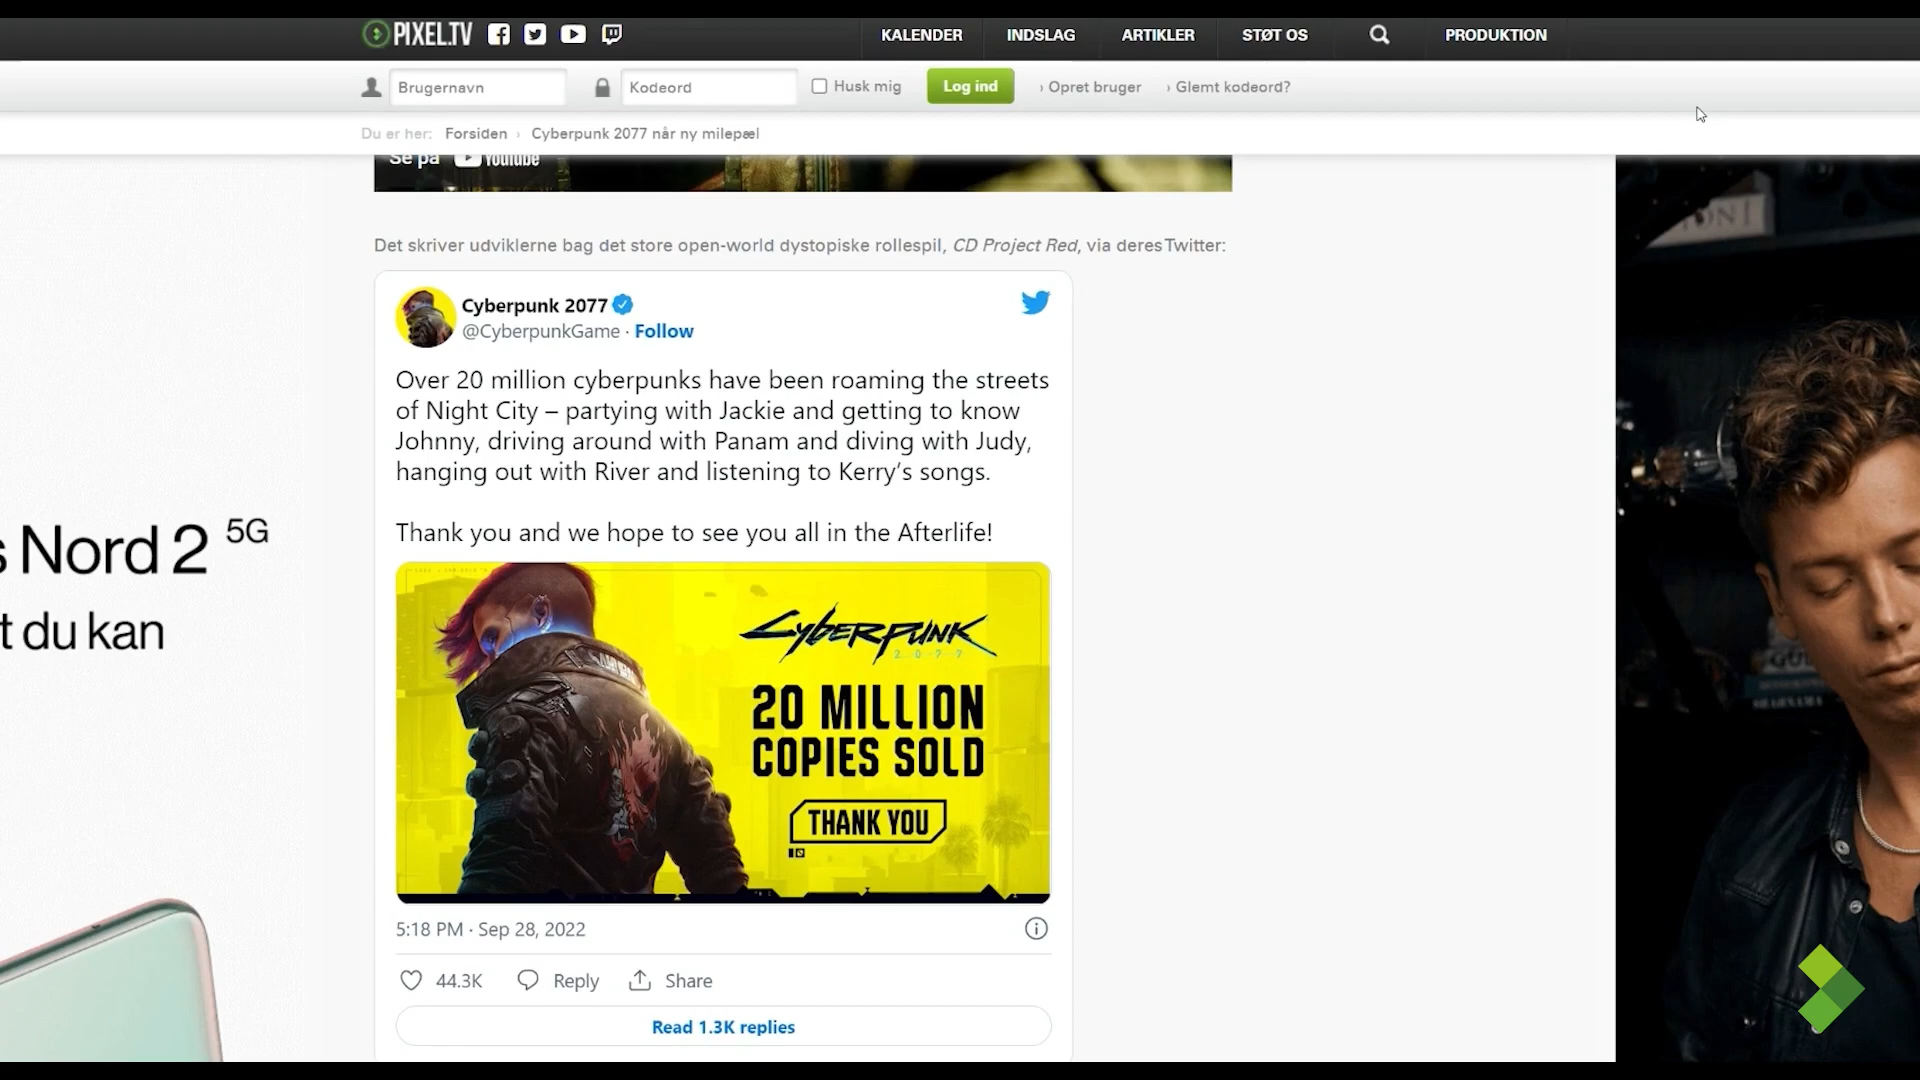 PIXEL.TV
KALENDER
INDSLAG
ARTIKLER
STØT OS
PRODUKTION
Brugernavn
Kodeord
Husk mig
Log ind
› Opret bruger
› Glemt kodeord?
Du er her: Forsiden › Cyberpunk 2077 når ny milepæl
Se på YouTube
Det skriver udviklerne bag det store open-world dystopiske rollespil, CD Project Red, via deres Twitter:
Cyberpunk 2077
@CyberpunkGame · Follow
Over 20 million cyberpunks have been roaming the streets
of Night City – partying with Jackie and getting to know
Johnny, driving around with Panam and diving with Judy,
hanging out with River and listening to Kerry’s songs.
Thank you and we hope to see you all in the Afterlife!
CYBERPUNK
2077
20 MILLION
COPIES SOLD
THANK YOU
5:18 PM · Sep 28, 2022
44.3K
Reply
Share
Read 1.3K replies
s Nord 2 5G
t du kan